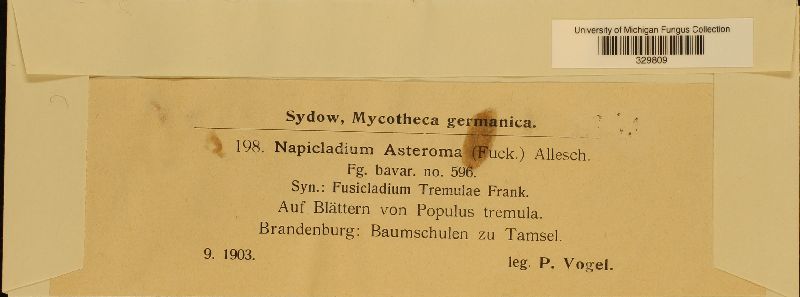 University of Michigan Fungus Collection
329809
Sydow, Mycotheca germanica.
198. Napicladium Asteroma (Fuck.) Allesch.
Fg. bavar. no. 596.
Syn.: Fusicladium Tremulae Frank.
Auf Blättern von Populus tremula.
Brandenburg: Baumschulen zu Tamsel.
9. 1903. leg. P. Vogel.